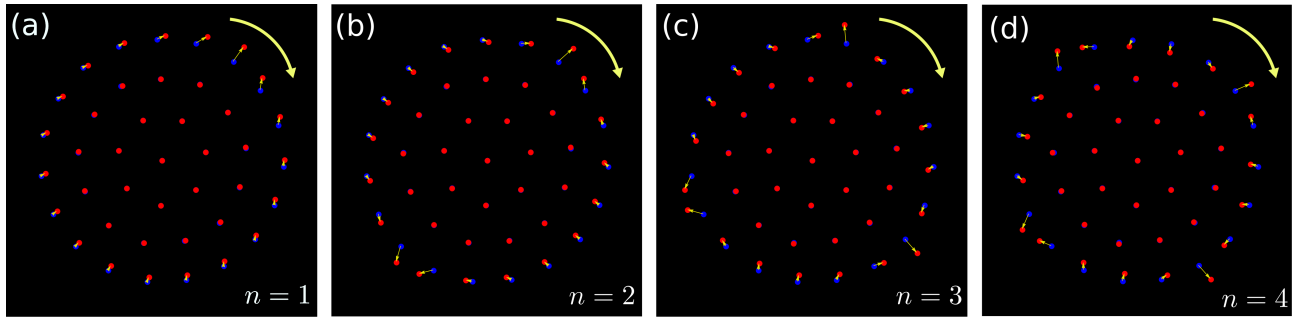 (a)
n = 1
(b)
n = 2
(c)
n = 3
(d)
n = 4